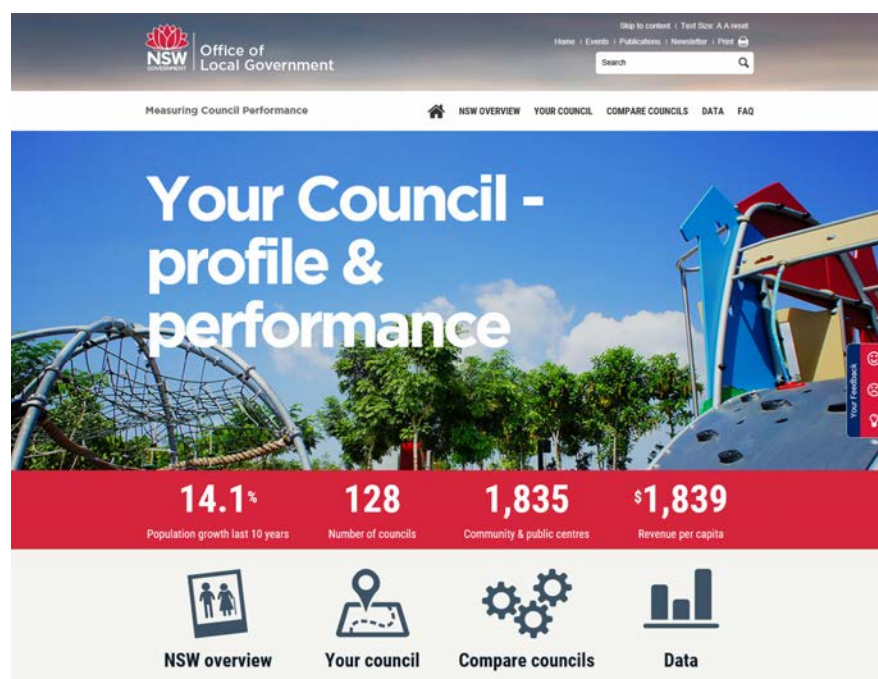 Skip to content | Text Size A A reset
Home | Events | Publications | Newsletter | Print
NSW
GOVERNMENT
Office of
Local Government
Search
Measuring Council Performance
NSW OVERVIEW YOUR COUNCIL COMPARE COUNCILS DATA FAQ
Your Council -
profile &
performance
Your Feedback
14.1% 128 1,835 $1,839
Population growth last 10 years Number of councils Community & public centres Revenue per capita
NSW overview Your council Compare councils Data